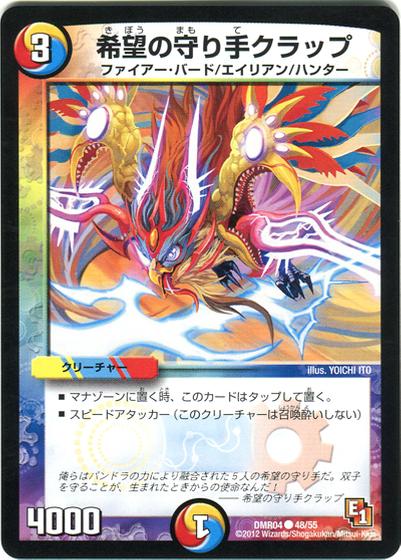 3
希望の守り手クラップ
ファイアー・バード/エイリアン/ハンター
illus. YOICHI ITO
クリーチャー
■ マナゾーンに置く時、このカードはタップして置く。
■ スピードアタッカー(このクリーチャーは召喚酔いしない)
俺らはパンドラの力により融合された5人の希望の守り手だ。双子
を守ることが、生まれたときからの使命なんだ!
── 希望の守り手クラップ
4000
1
DMR04 ● 48/55
©2012 Wizards/Shogakukan/Mitsui-Kids
E1